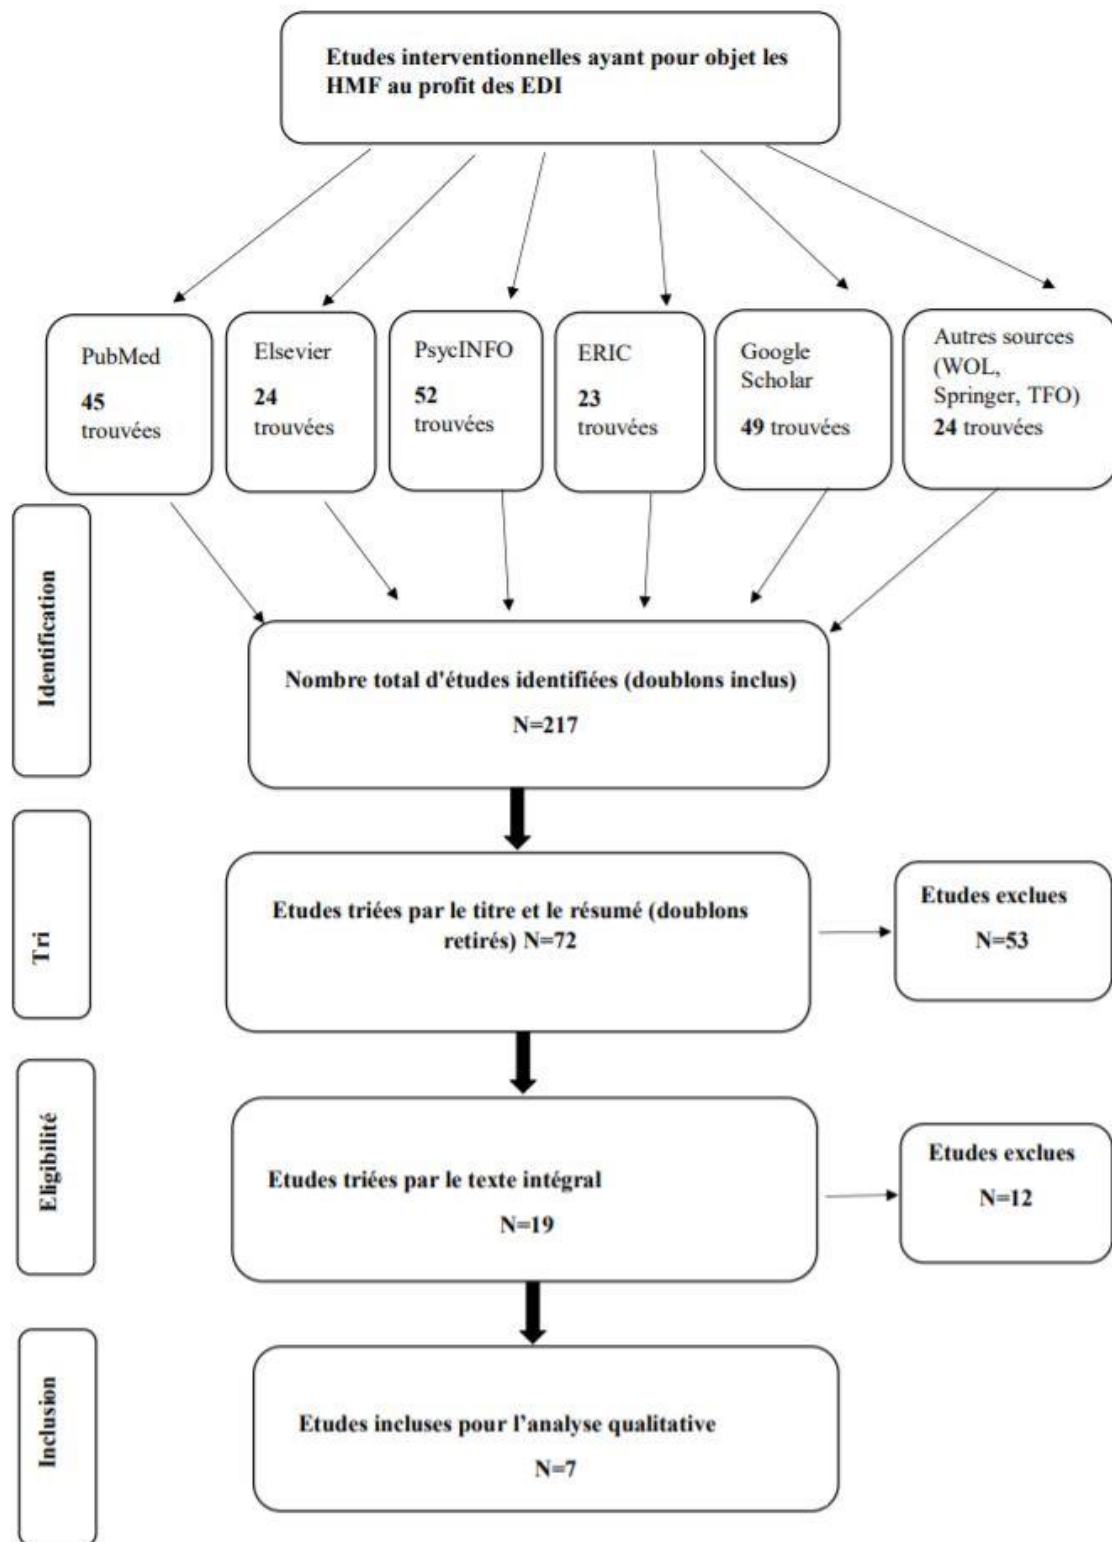 Etudes interventionnelles ayant pour objet les
HMF au profit des EDI
PubMed
45
trouvées
Elsevier
24
trouvées
PsycINFO
52
trouvées
ERIC
23
trouvées
Google
Scholar
49 trouvées
Autres sources
(WOL,
Springer, TFO)
24 trouvées
Identification
Nombre total d'études identifiées (doublons inclus)
N=217
Tri
Etudes triées par le titre et le résumé (doublons
retirés) N=72
Etudes exclues
N=53
Eligibilité
Etudes triées par le texte intégral
N=19
Etudes exclues
N=12
Inclusion
Etudes incluses pour l’analyse qualitative
N=7